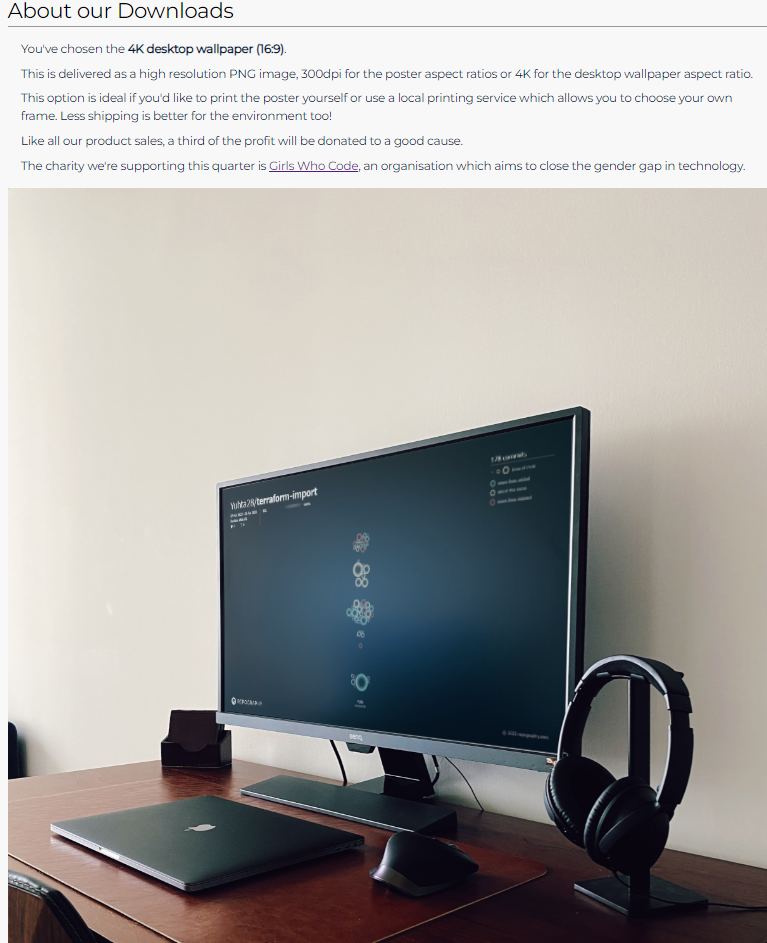 About our Downloads
You've chosen the 4K desktop wallpaper (16:9).
This is delivered as a high resolution PNG image, 300dpi for the poster aspect ratios or 4K for the desktop wallpaper aspect ratio.
This option is ideal if you'd like to print the poster yourself or use a local printing service which allows you to choose your own
frame. Less shipping is better for the environment too!
Like all our product sales, a third of the profit will be donated to a good cause.
The charity we're supporting this quarter is Girls Who Code, an organisation which aims to close the gender gap in technology.
Yuhta28/terraform-import
commits
REPOGRAPHY
BenQ